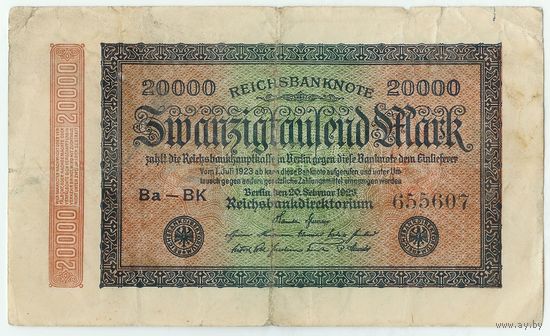 20000 REICHSBANKNOTE 20000
Zwanzigtausend Mark
zahlt die Reichsbankhauptkasse in Berlin gegen diese Banknote dem Einlieferer
Vom 1. Juli 1923 ab kann diese Banknote aufgerufen und unter Um-
tausch gegen andere gesetzliche Zahlungsmittel eingezogen werden
Berlin, den 20. Februar 1923
Ba-BK Reichsbankdirektorium 655607
20000
20000
www.ay.by